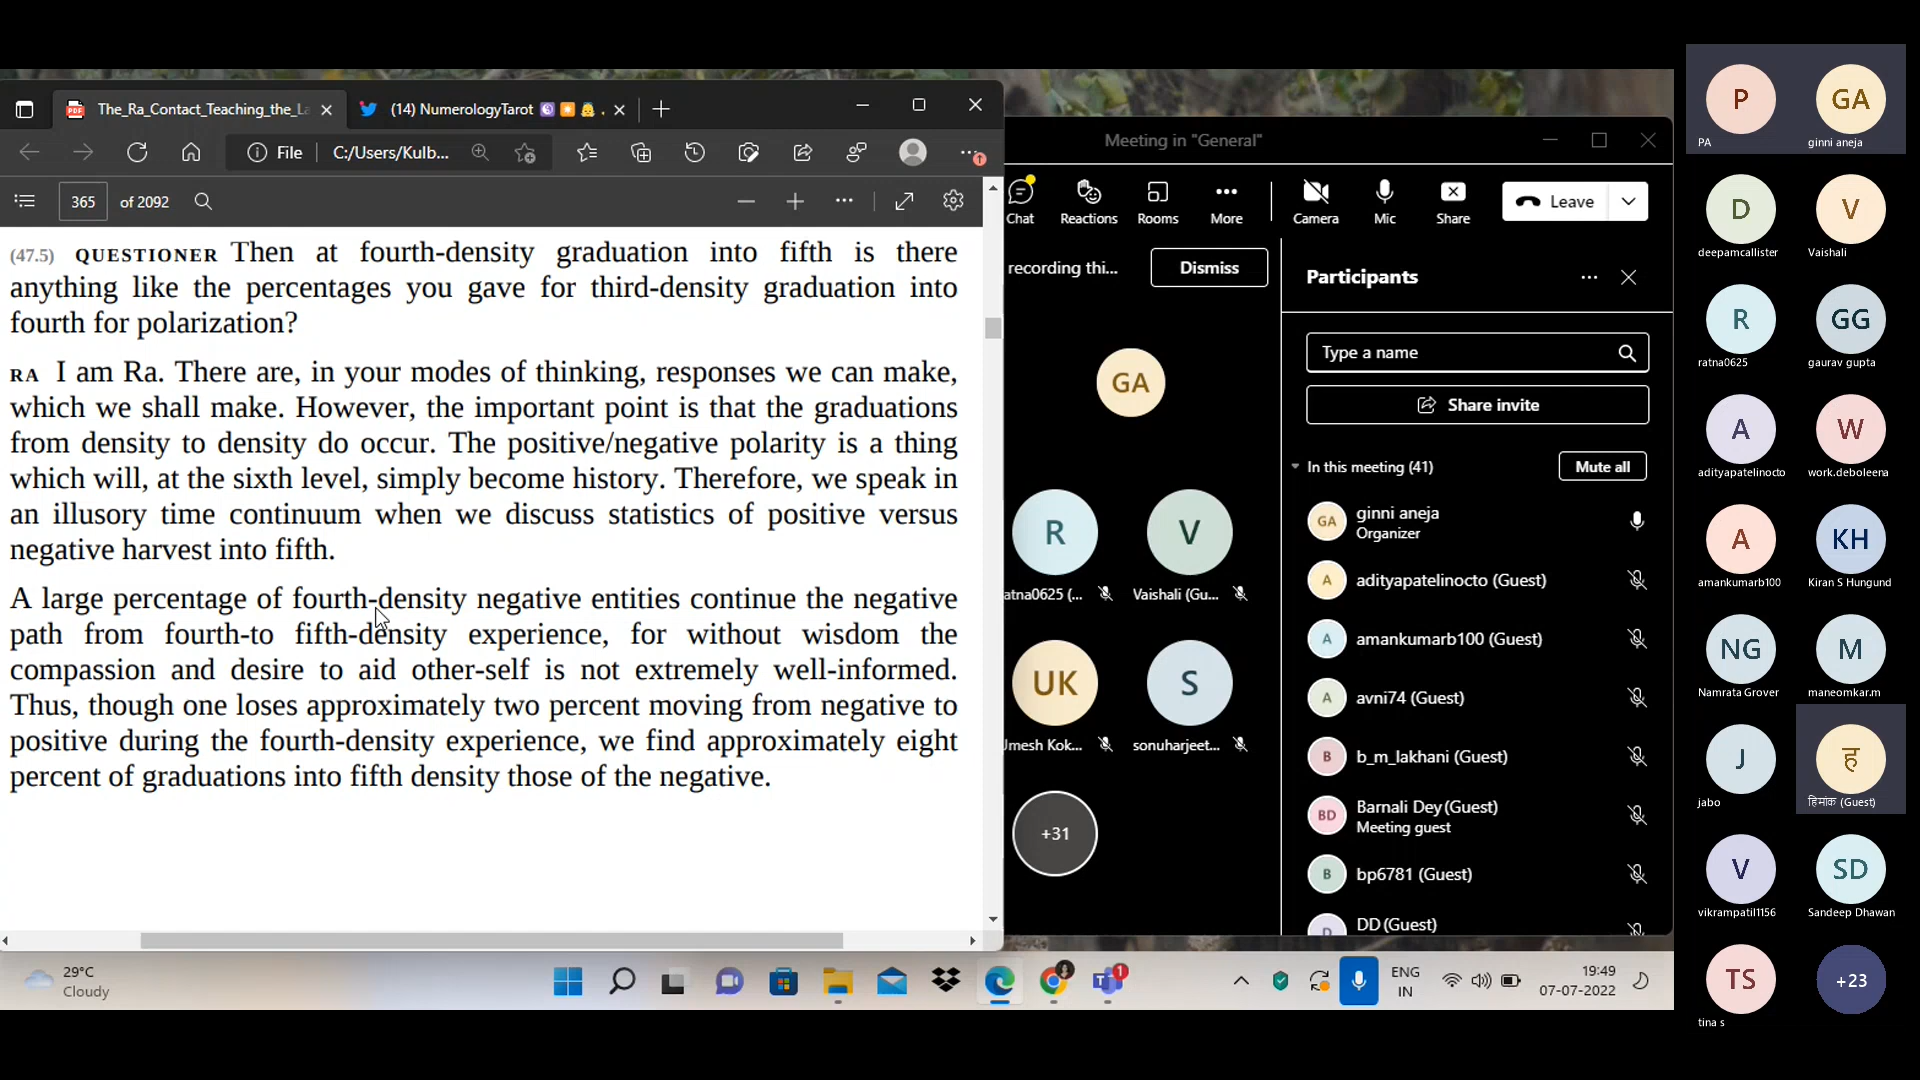 The_Ra_Contact_Teaching_the_La
(14) NumerologyTarot
File
C:/Users/Kulb...
365
of 2092
(47.5) QUESTIONER Then at fourth-density graduation into fifth is there
anything like the percentages you gave for third-density graduation into
fourth for polarization?
RA I am Ra. There are, in your modes of thinking, responses we can make,
which we shall make. However, the important point is that the graduations
from density to density do occur. The positive/negative polarity is a thing
which will, at the sixth level, simply become history. Therefore, we speak in
an illusory time continuum when we discuss statistics of positive versus
negative harvest into fifth.
A large percentage of fourth-density negative entities continue the negative
path from fourth-to fifth-density experience, for without wisdom the
compassion and desire to aid other-self is not extremely well-informed.
Thus, though one loses approximately two percent moving from negative to
positive during the fourth-density experience, we find approximately eight
percent of graduations into fifth density those of the negative.
Meeting in "General"
Chat
Reactions
Rooms
More
Camera
Mic
Share
Leave
recording thi...
Dismiss
GA
R
V
atna0625 (...
Vaishali (Gu...
UK
S
Jmesh Kok...
sonuharjeet...
+31
Participants
Type a name
Share invite
In this meeting (41)
Mute all
GA
ginni aneja
Organizer
A
adityapatelinocto (Guest)
A
amankumarb100 (Guest)
A
avni74 (Guest)
B
b_m_lakhani (Guest)
BD
Barnali Dey (Guest)
Meeting guest
B
bp6781 (Guest)
D
DD (Guest)
P
PA
GA
ginni aneja
D
deepamcallister
V
Vaishali
R
ratna0625
GG
gaurav gupta
A
adityapatelinocto
W
work.deboleena
A
amankumarb100
KH
Kiran S Hungund
NG
Namrata Grover
M
maneomkar.m
J
jabo
ह
हिमांक (Guest)
V
vikrampatil1156
SD
Sandeep Dhawan
TS
tina s
+23
29°C
Cloudy
1
ENG
IN
19:49
07-07-2022